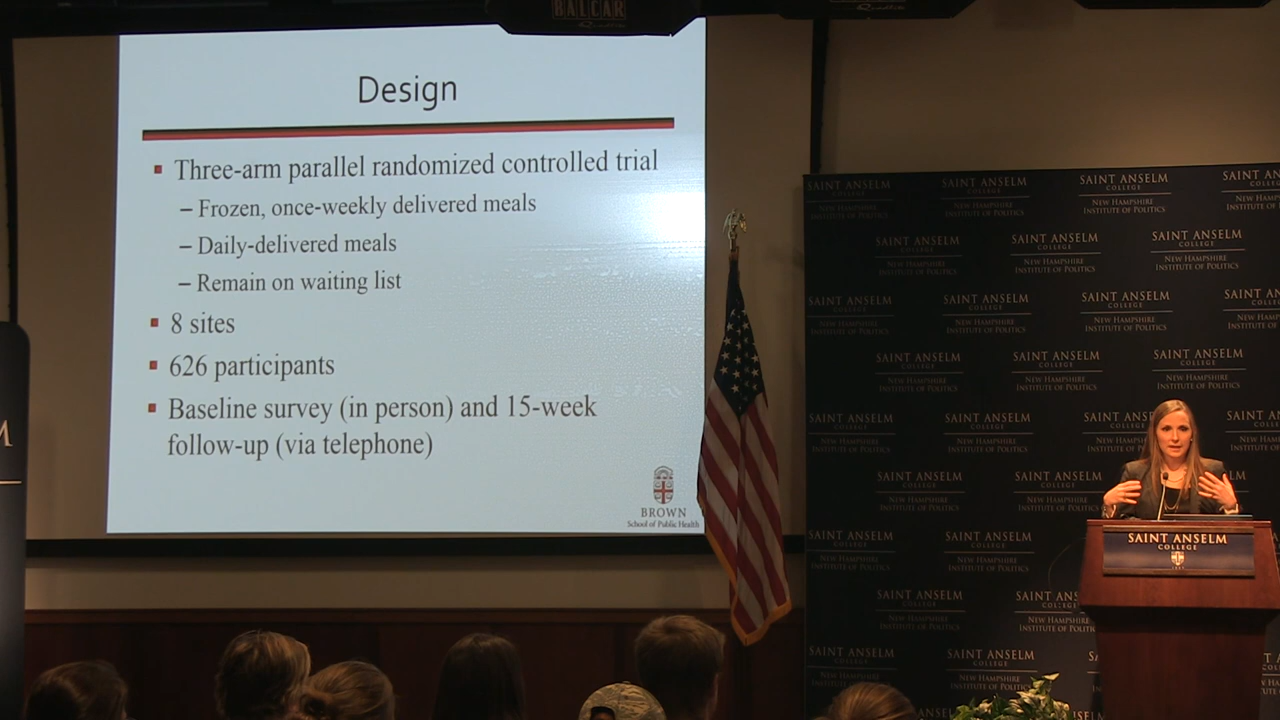 BALCAR
Design
Three-arm parallel randomized controlled trial
– Frozen, once-weekly delivered meals
– Daily-delivered meals
– Remain on waiting list
8 sites
626 participants
Baseline survey (in person) and 15-week
follow-up (via telephone)
BROWN
School of Public Health
M
SAINT ANSELM
COLLEGE
NEW HAMPSHIRE
INSTITUTE OF POLITICS
SAINT ANSELM
COLLEGE